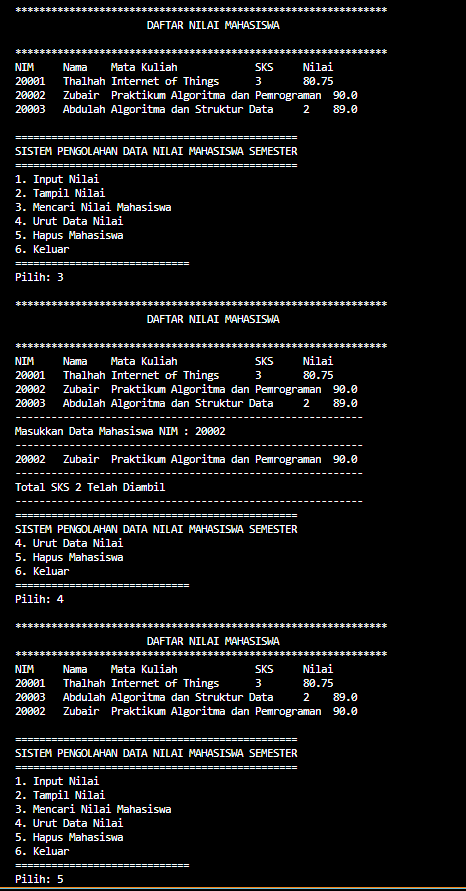 **************************************************************
DAFTAR NILAI MAHASISWA
**************************************************************
NIM Nama Mata Kuliah SKS Nilai
20001 Thalhah Internet of Things 3 80.75
20002 Zubair Praktikum Algoritma dan Pemrograman 90.0
20003 Abdulah Algoritma dan Struktur Data 2 89.0
===============================================
SISTEM PENGOLAHAN DATA NILAI MAHASISWA SEMESTER
===============================================
1. Input Nilai
2. Tampil Nilai
3. Mencari Nilai Mahasiswa
4. Urut Data Nilai
5. Hapus Mahasiswa
6. Keluar
=============================
Pilih: 3
**************************************************************
DAFTAR NILAI MAHASISWA
**************************************************************
NIM Nama Mata Kuliah SKS Nilai
20001 Thalhah Internet of Things 3 80.75
20002 Zubair Praktikum Algoritma dan Pemrograman 90.0
20003 Abdulah Algoritma dan Struktur Data 2 89.0
----------------------------------------------------------
Masukkan Data Mahasiswa NIM : 20002
----------------------------------------------------------
20002 Zubair Praktikum Algoritma dan Pemrograman 90.0
----------------------------------------------------------
Total SKS 2 Telah Diambil
----------------------------------------------------------
===============================================
SISTEM PENGOLAHAN DATA NILAI MAHASISWA SEMESTER
4. Urut Data Nilai
5. Hapus Mahasiswa
6. Keluar
=============================
Pilih: 4
**************************************************************
DAFTAR NILAI MAHASISWA
**************************************************************
NIM Nama Mata Kuliah SKS Nilai
20001 Thalhah Internet of Things 3 80.75
20003 Abdulah Algoritma dan Struktur Data 2 89.0
20002 Zubair Praktikum Algoritma dan Pemrograman 90.0
===============================================
SISTEM PENGOLAHAN DATA NILAI MAHASISWA SEMESTER
===============================================
1. Input Nilai
2. Tampil Nilai
3. Mencari Nilai Mahasiswa
4. Urut Data Nilai
5. Hapus Mahasiswa
6. Keluar
=============================
Pilih: 5